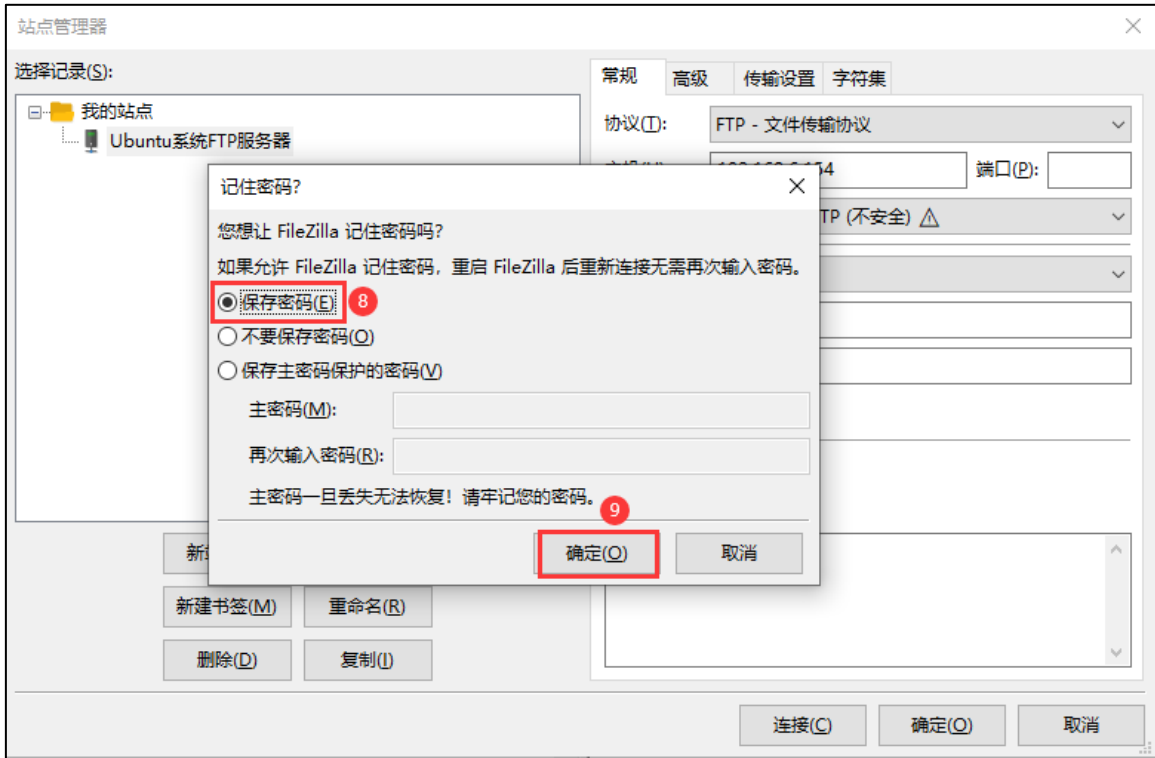 站点管理器
选择记录(S):
我的站点
Ubuntu系统FTP服务器
常规 高级 传输设置 字符集
协议(T): FTP - 文件传输协议
端口(P):
TP (不安全)
记住密码?
您想让 FileZilla 记住密码吗?
如果允许 FileZilla 记住密码，重启 FileZilla 后重新连接无需再次输入密码。
保存密码(E) 8
不要保存密码(O)
保存主密码保护的密码(V)
主密码(M):
再次输入密码(R):
主密码一旦丢失无法恢复！请牢记您的密码。
9
确定(O) 取消
新建书签(M) 重命名(R)
删除(D) 复制(I)
连接(C) 确定(O) 取消